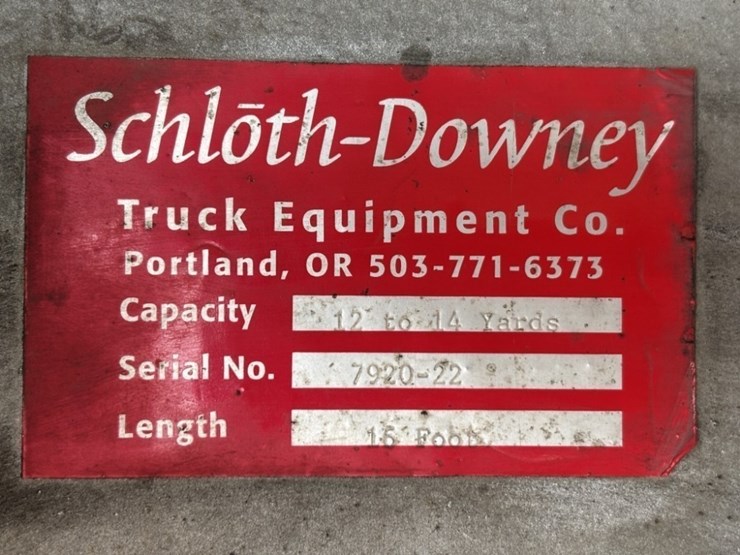 Schlōth-Downey
Truck Equipment Co.
Portland, OR 503-771-6373
Capacity 12 to 14 Yards
Serial No. 7920-22
Length Foot